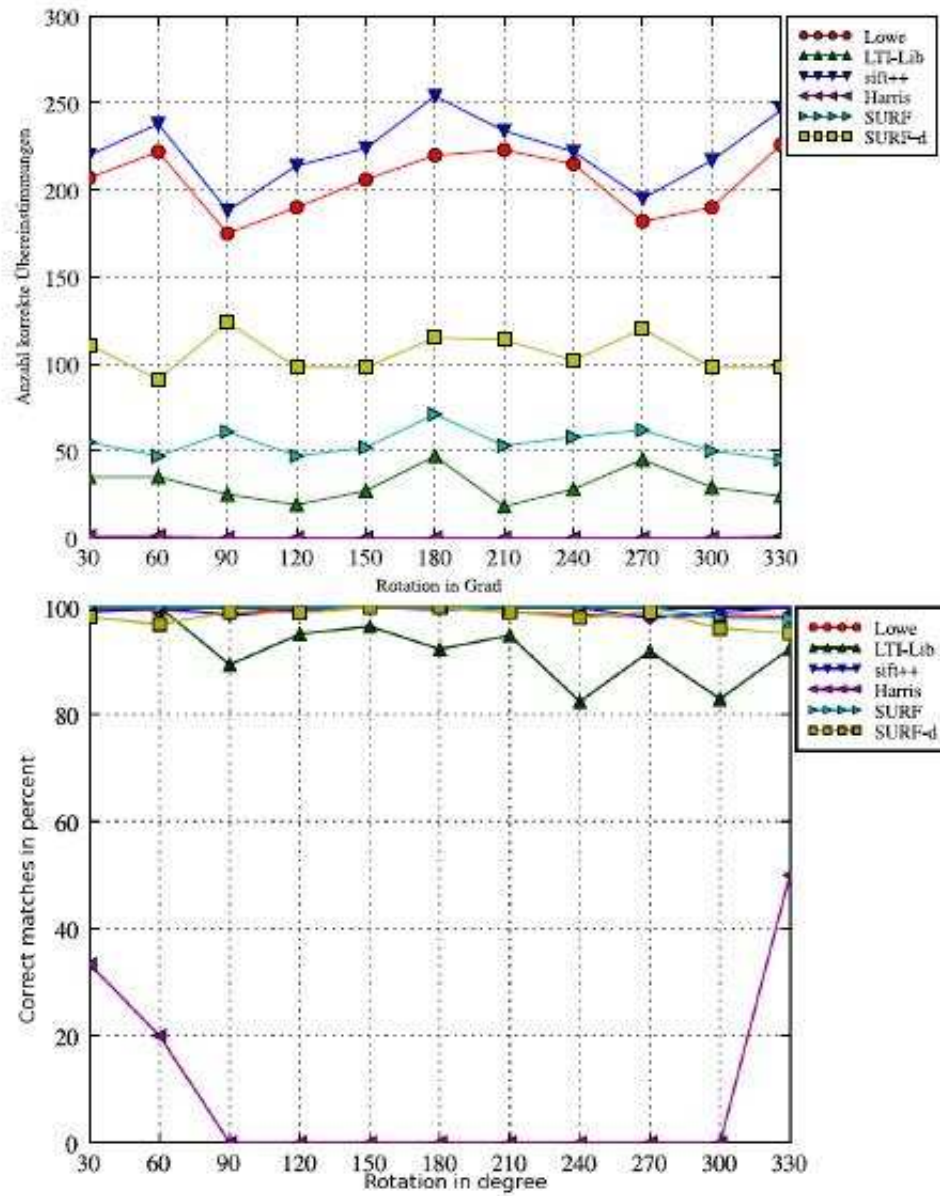 300
250
200
150
100
50
0
Anzahl korrekte Übereinstimmungen
30 60 90 120 150 180 210 240 270 300 330
Rotation in Grad
Lowe
LTI-Lib
sift++
Harris
SURF
SURF-d
100
80
60
40
20
0
Correct matches in percent
30 60 90 120 150 180 210 240 270 300 330
Rotation in degree
Lowe
LTI-Lib
sift++
Harris
SURF
SURF-d